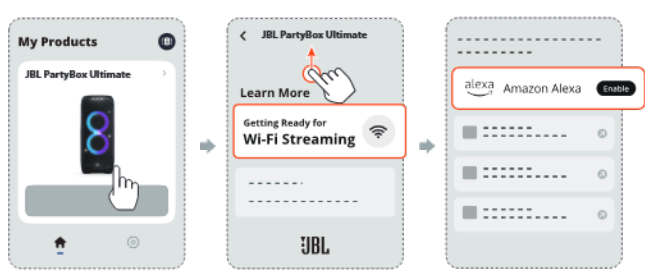 My Products
JBL PartyBox Ultimate
JBL PartyBox Ultimate
Learn More
Getting Ready for
Wi-Fi Streaming
JBL
alexa Amazon Alexa Enable